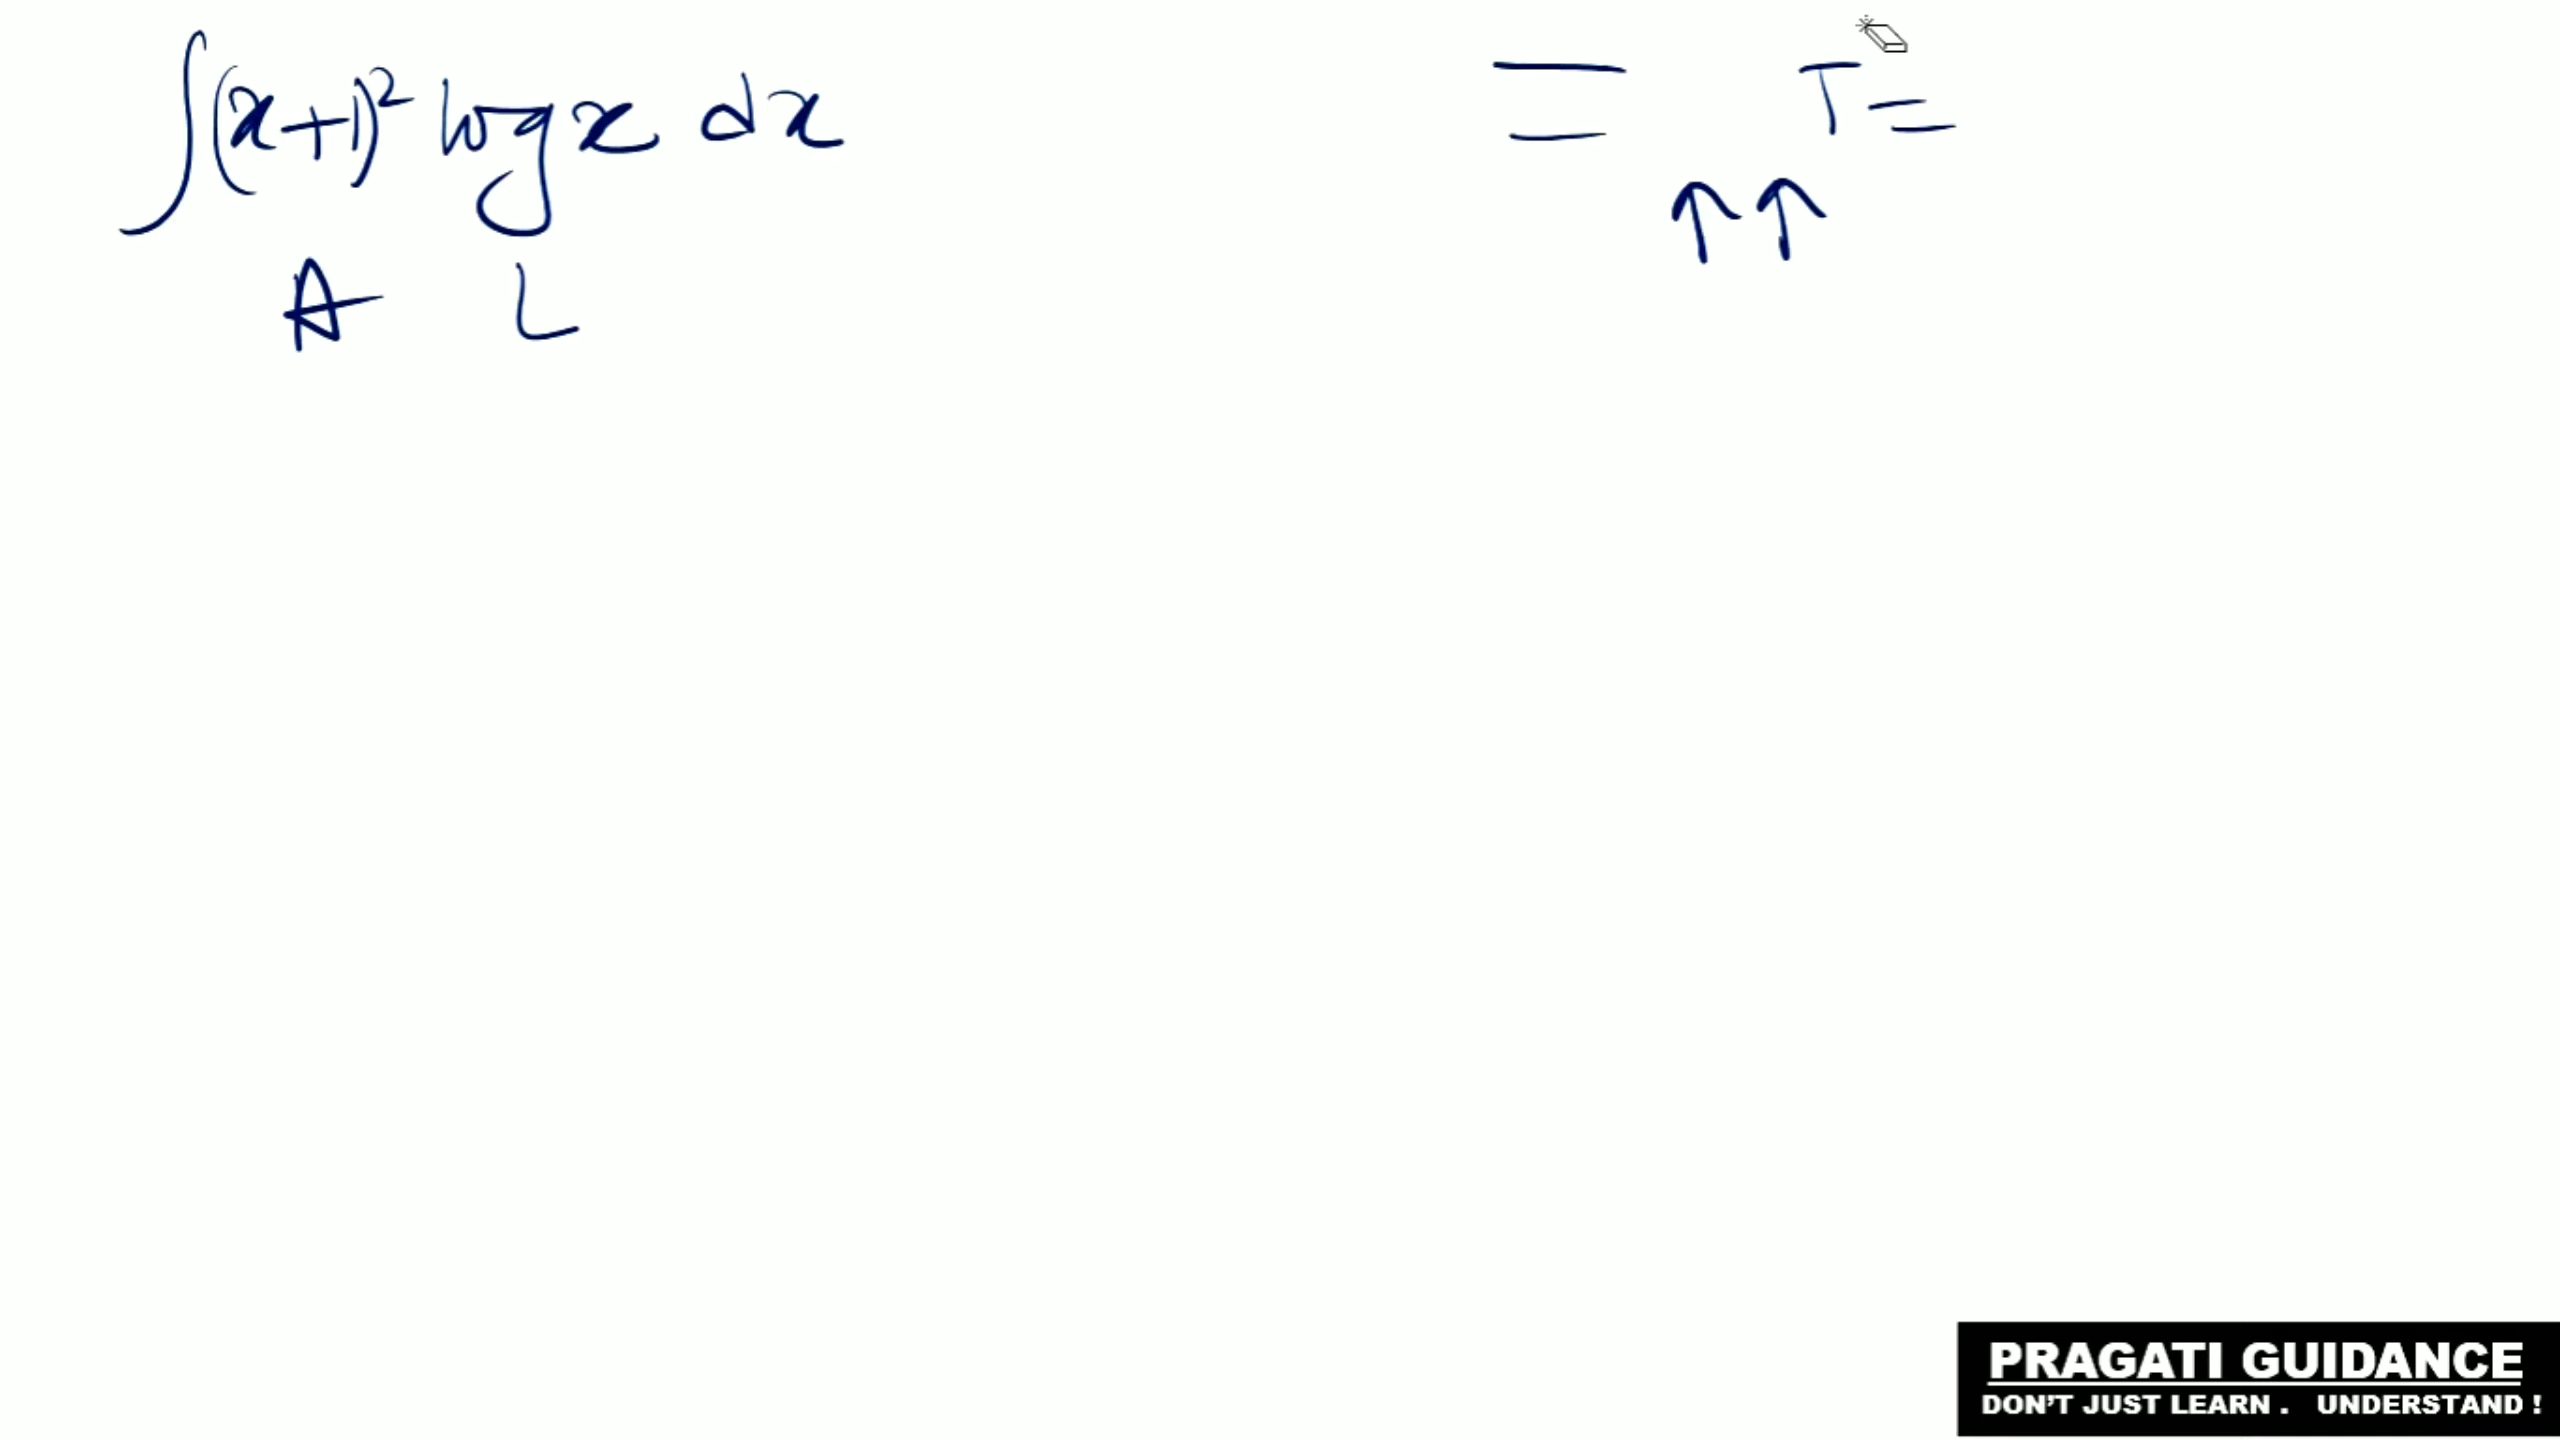 ∫(x+1)² log x dx
T=
↑↑
A L
PRAGATI GUIDANCE
DON'T JUST LEARN. UNDERSTAND!